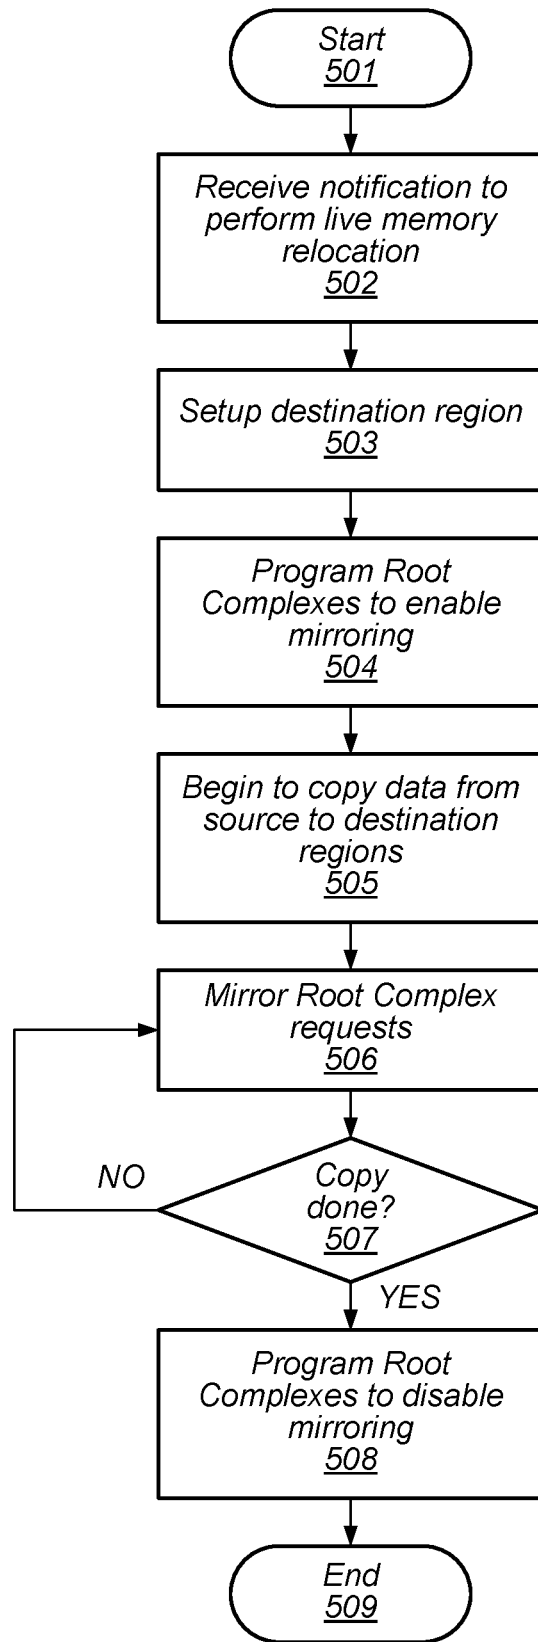 Start
501
Receive notification to
perform live memory
relocation
502
Setup destination region
503
Program Root
Complexes to enable
mirroring
504
Begin to copy data from
source to destination
regions
505
Mirror Root Complex
requests
506
NO
Copy
done?
507
YES
Program Root
Complexes to disable
mirroring
508
End
509